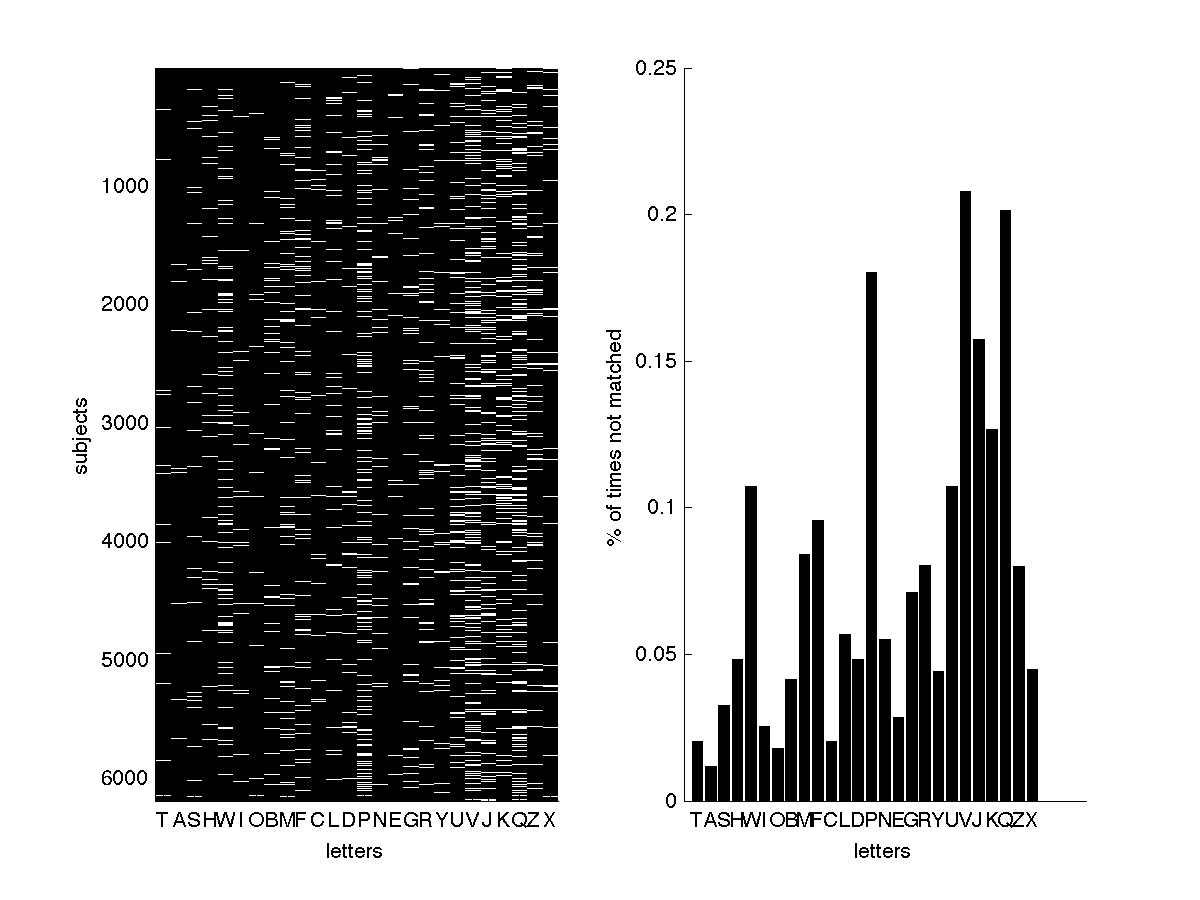 subjects
1000
2000
3000
4000
5000
6000
T A S H W I O B M F C L D P N E G R Y U V J K Q Z X
letters
% of times not matched
0.25
0.2
0.15
0.1
0.05
0
T A S H W I O B M F C L D P N E G R Y U V J K Q Z X
letters